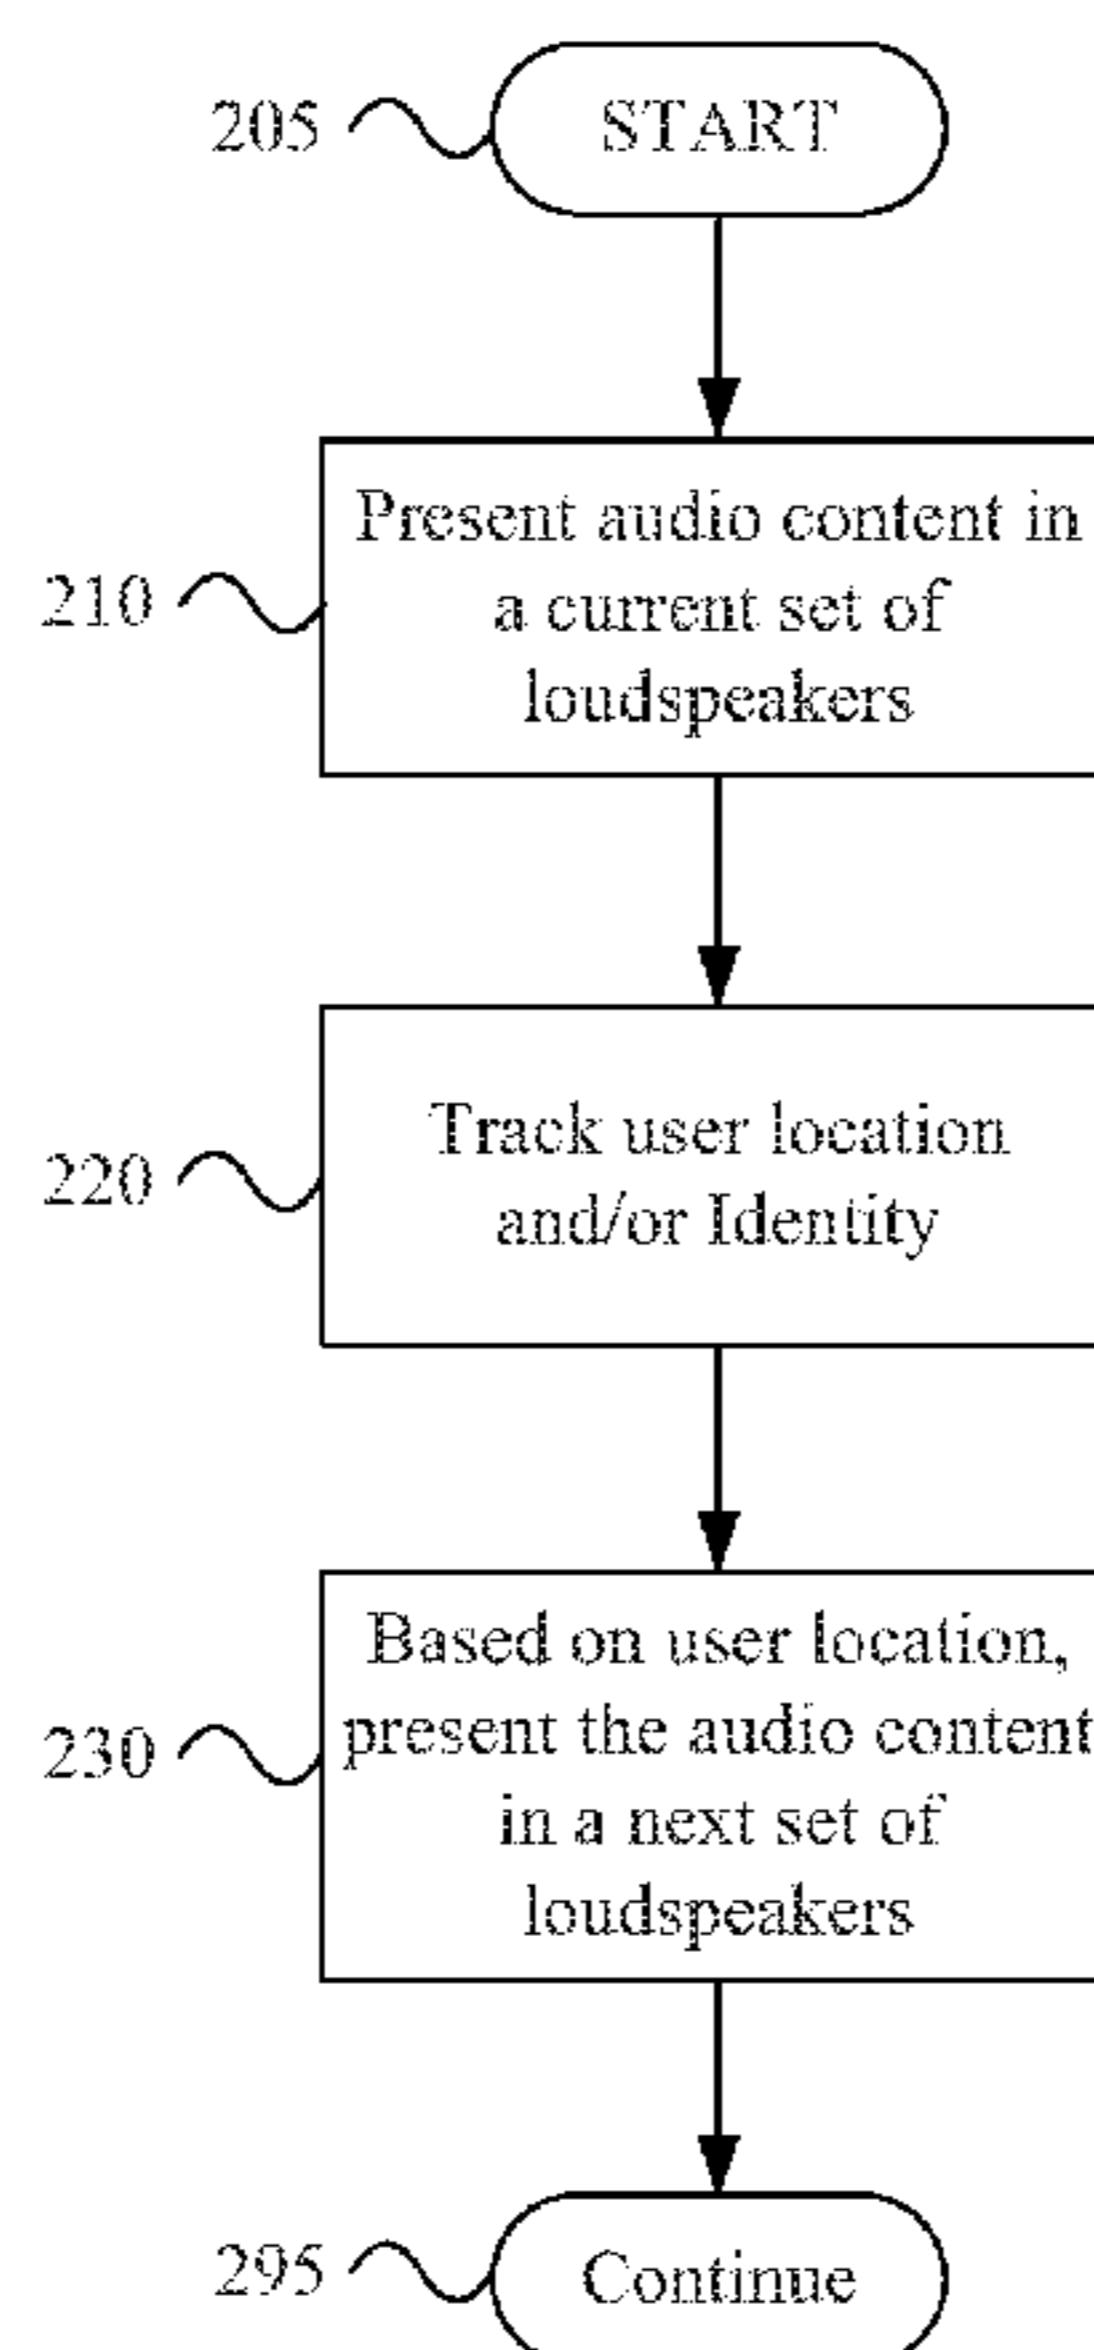 205
START
210
Present audio content in
a current set of
loudspeakers
220
Track user location
and/or Identity
230
Based on user location,
present the audio content
in a next set of
loudspeakers
295
Continue